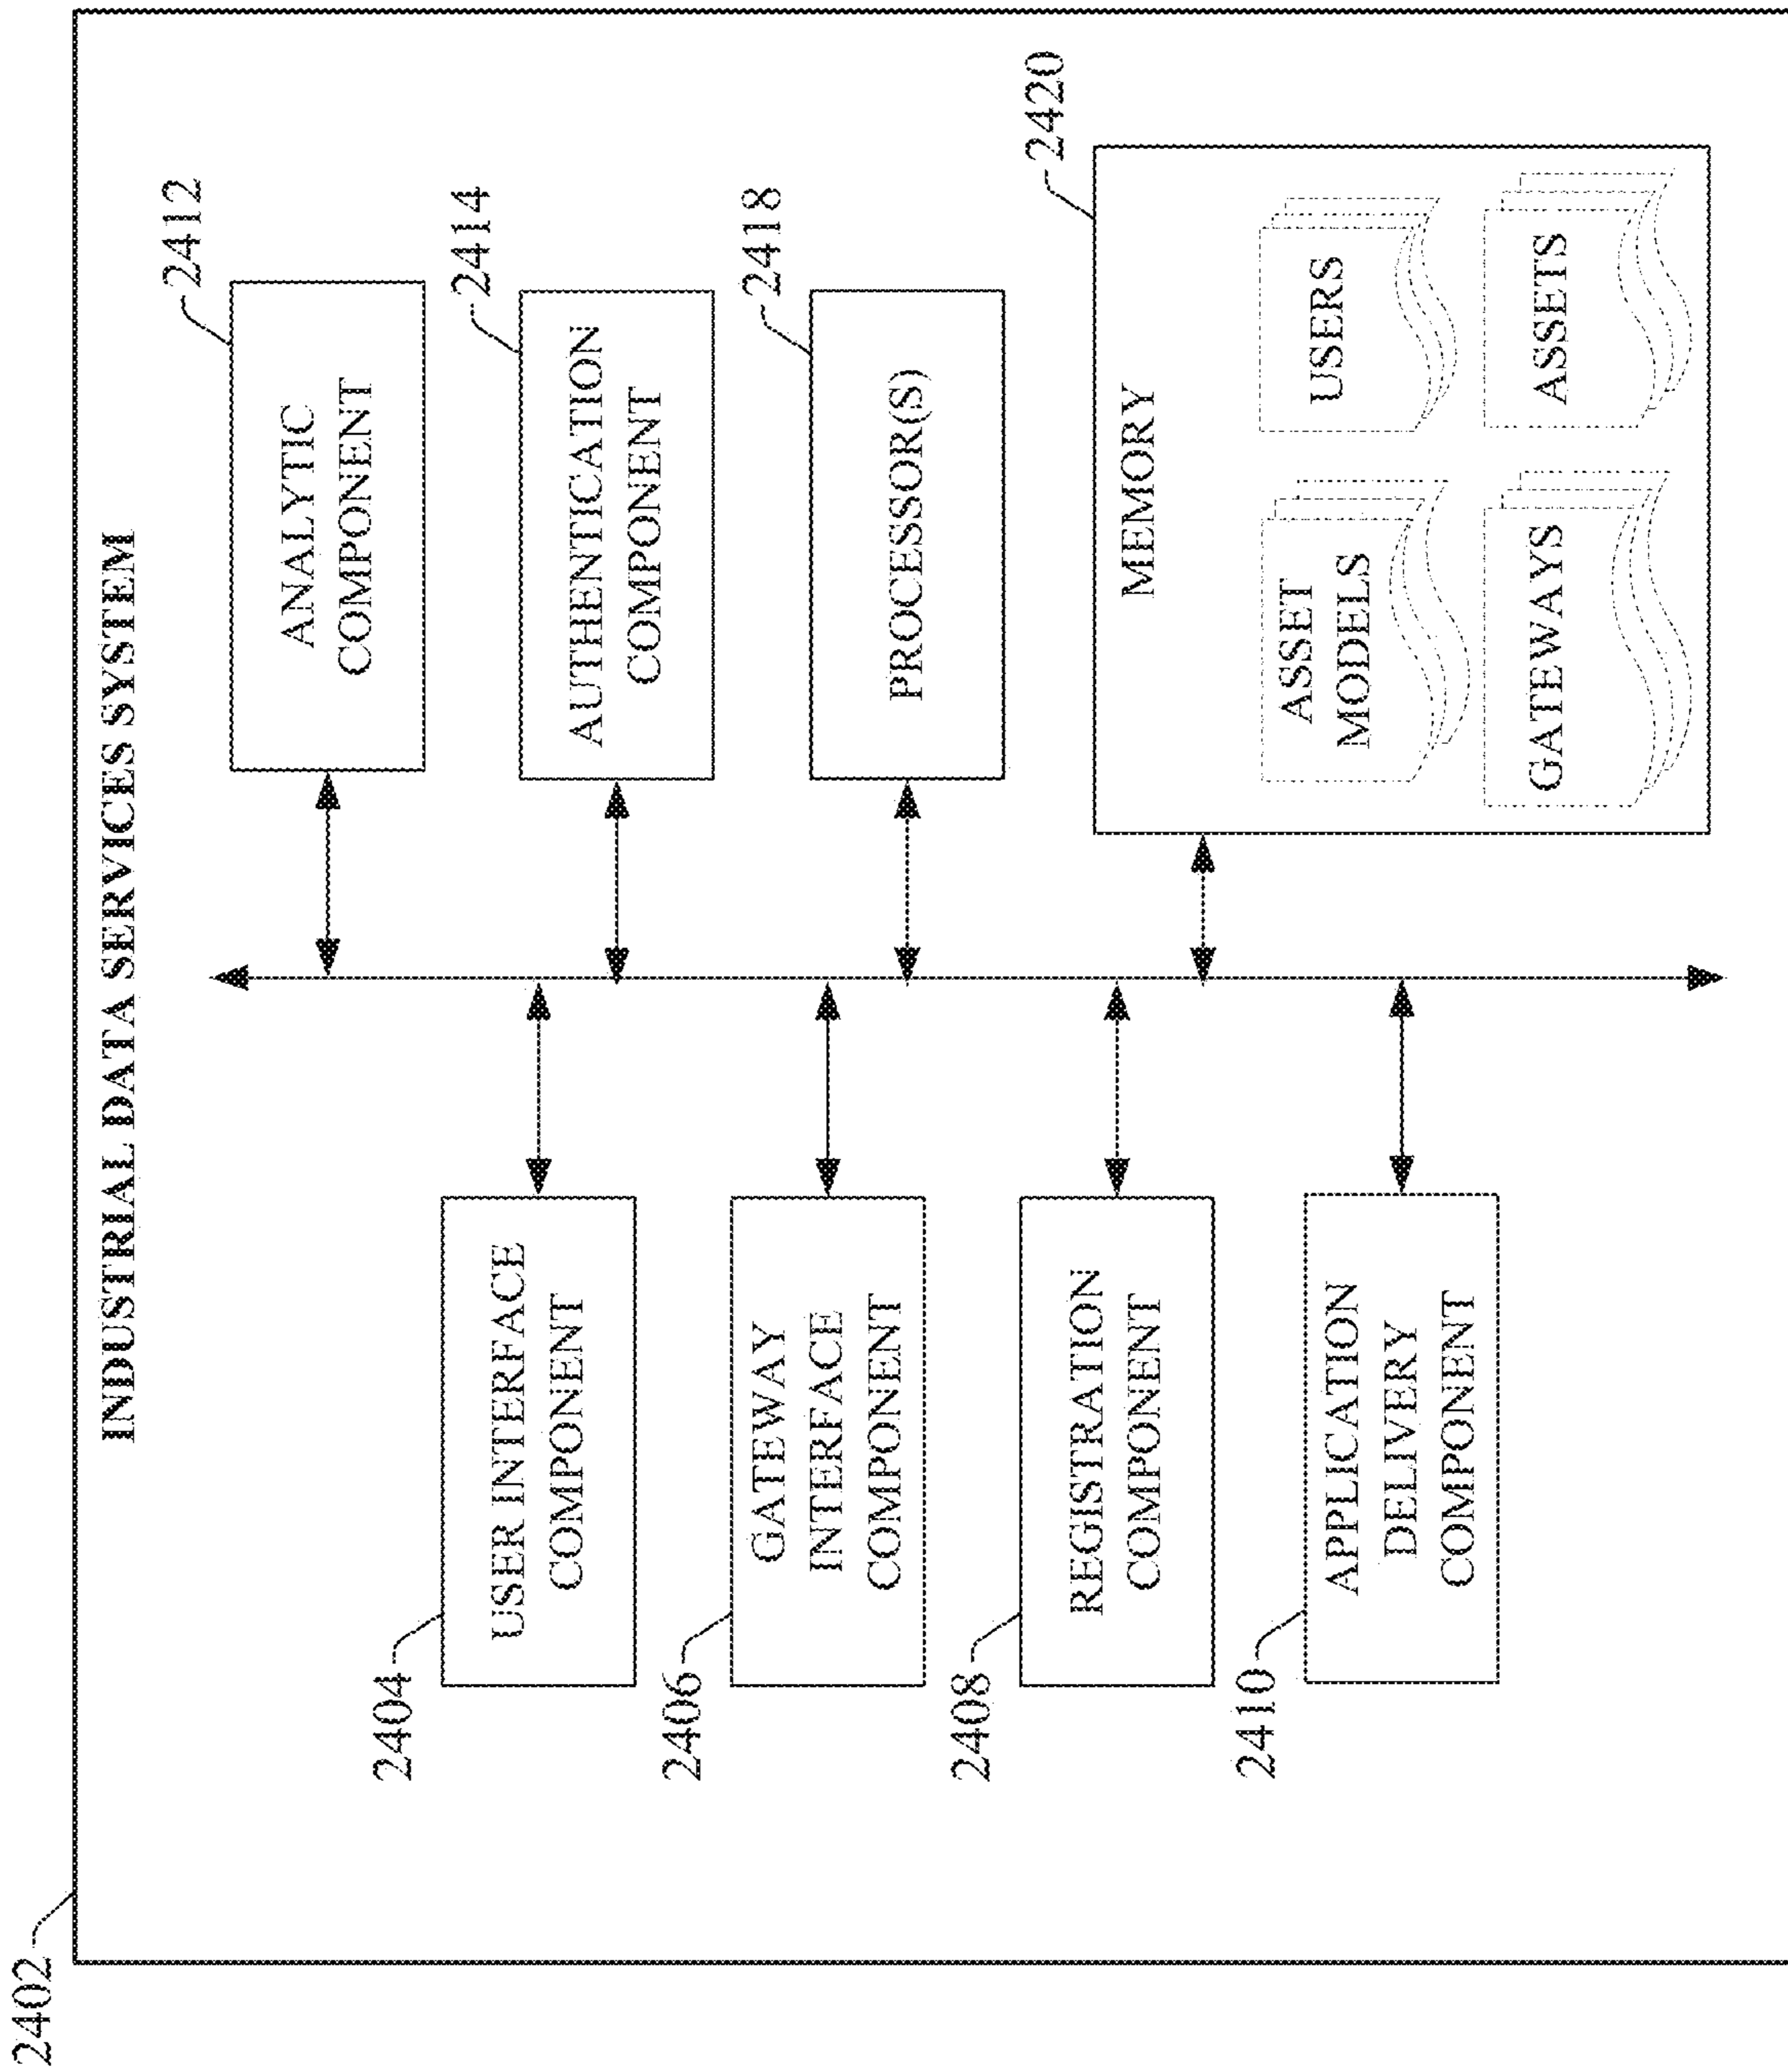 2402
INDUSTRIAL DATA SERVICES SYSTEM
2404
USER INTERFACE
COMPONENT
2406
GATEWAY
INTERFACE
COMPONENT
2408
REGISTRATION
COMPONENT
2410
APPLICATION
DELIVERY
COMPONENT
2412
ANALYTIC
COMPONENT
2414
AUTHENTICATION
COMPONENT
2418
PROCESSOR(S)
2420
MEMORY
ASSET
MODELS
USERS
GATEWAYS
ASSETS